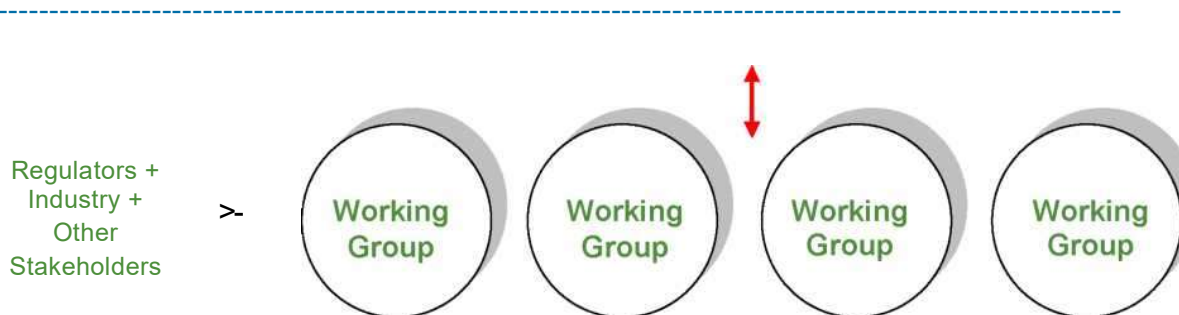 Regulators +
Industry +
Other
Stakeholders
>-
Working
Group
Working
Group
Working
Group
Working
Group